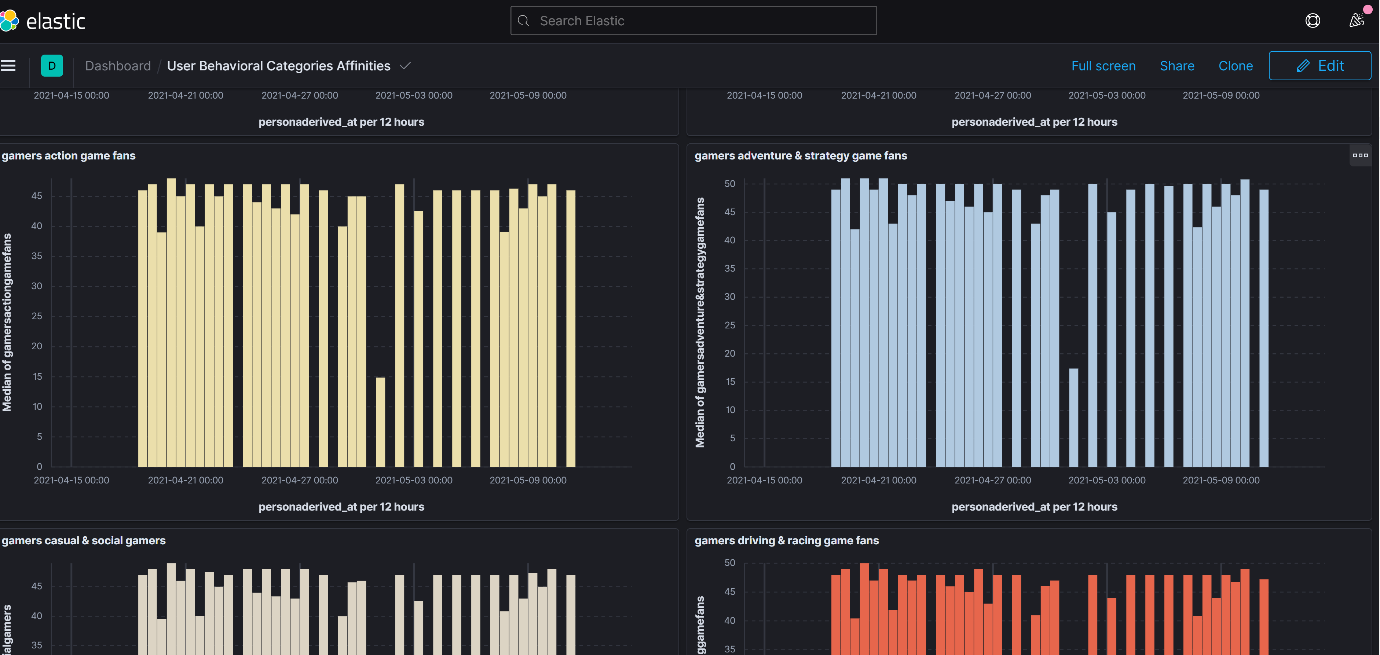 elastic
Search Elastic
D
Dashboard / User Behavioral Categories Affinities
Full screen
Share
Clone
Edit
2021-04-15 00:00 2021-04-21 00:00 2021-04-27 00:00 2021-05-03 00:00 2021-05-09 00:00
personaderived_at per 12 hours
2021-04-15 00:00 2021-04-21 00:00 2021-04-27 00:00 2021-05-03 00:00 2021-05-09 00:00
personaderived_at per 12 hours
gamers action game fans
Median of gamersactiongamefans
45
40
35
30
25
20
15
10
5
0
2021-04-15 00:00 2021-04-21 00:00 2021-04-27 00:00 2021-05-03 00:00 2021-05-09 00:00
personaderived_at per 12 hours
gamers adventure & strategy game fans
Median of gamersadventure&strategygamefans
50
45
40
35
30
25
20
15
10
5
0
2021-04-15 00:00 2021-04-21 00:00 2021-04-27 00:00 2021-05-03 00:00 2021-05-09 00:00
personaderived_at per 12 hours
gamers casual & social gamers
ialgamers
45
40
35
gamers driving & racing game fans
ggamefans
50
45
40
35